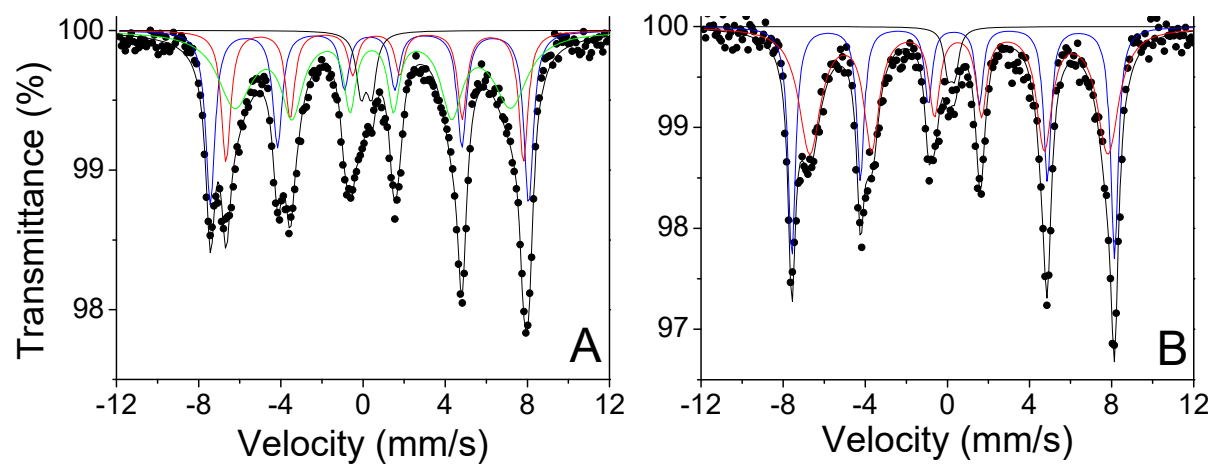 Transmittance (%)
100
99
98
A
-12 -8 -4 0 4 8 12
Velocity (mm/s)
100
99
98
97
B
-12 -8 -4 0 4 8 12
Velocity (mm/s)